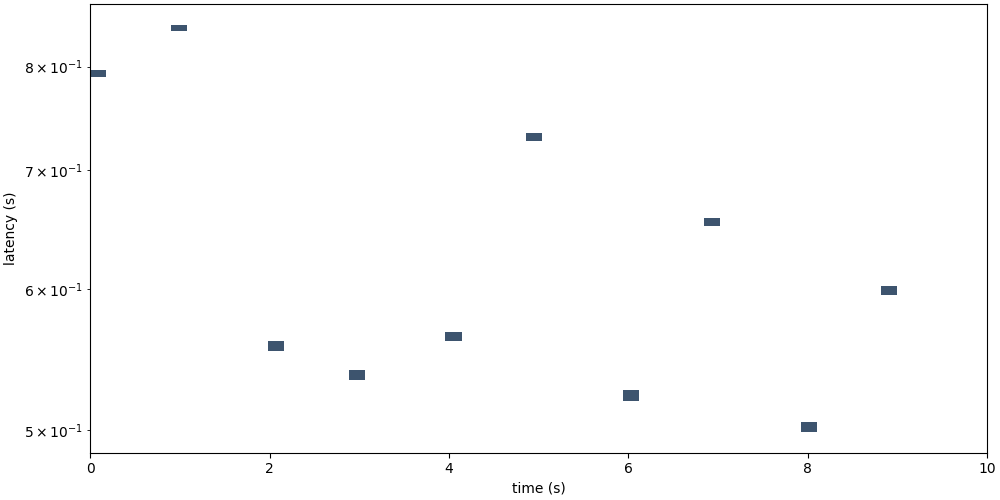 8 × 10⁻¹
7 × 10⁻¹
6 × 10⁻¹
5 × 10⁻¹
latency (s)
0 2 4 6 8 10
time (s)